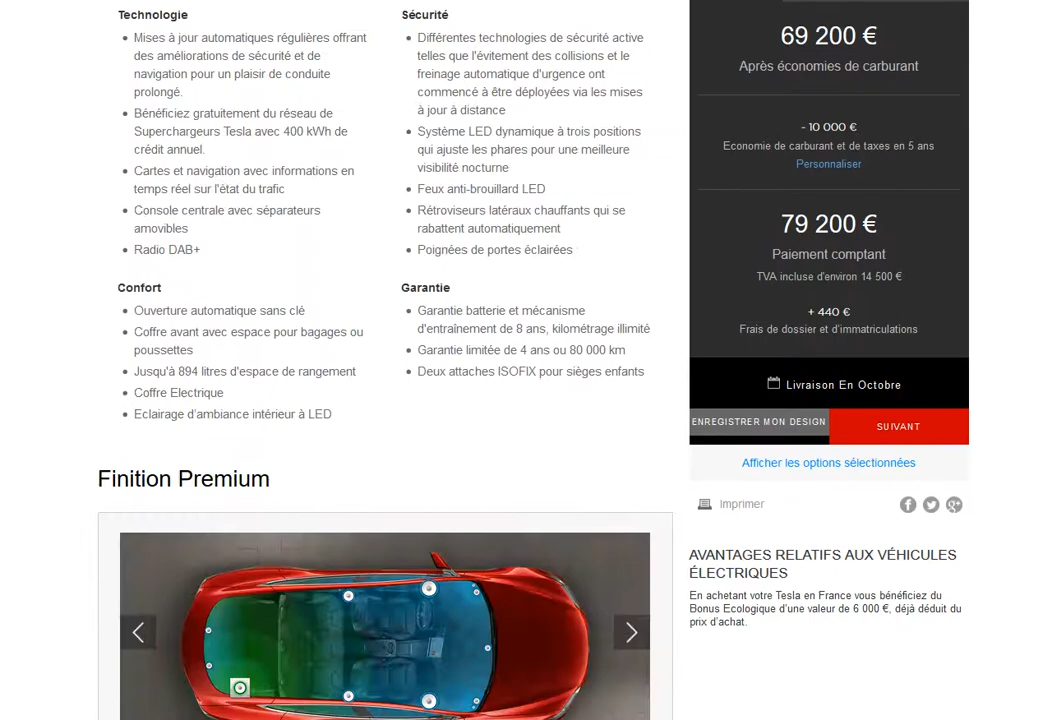 Technologie
Mises à jour automatiques régulières offrant
des améliorations de sécurité et de
navigation pour un plaisir de conduite
prolongé.
Bénéficiez gratuitement du réseau de
Superchargeurs Tesla avec 400 kWh de
crédit annuel.
Cartes et navigation avec informations en
temps réel sur l'état du trafic
Console centrale avec séparateurs
amovibles
Radio DAB+
Confort
Ouverture automatique sans clé
Coffre avant avec espace pour bagages ou
poussettes
Jusqu'à 894 litres d'espace de rangement
Coffre Electrique
Eclairage d’ambiance intérieur à LED
Sécurité
Différentes technologies de sécurité active
telles que l'évitement des collisions et le
freinage automatique d'urgence ont
commencé à être déployées via les mises
à jour à distance
Système LED dynamique à trois positions
qui ajuste les phares pour une meilleure
visibilité nocturne
Feux anti-brouillard LED
Rétroviseurs latéraux chauffants qui se
rabattent automatiquement
Poignées de portes éclairées
Garantie
Garantie batterie et mécanisme
d'entraînement de 8 ans, kilométrage illimité
Garantie limitée de 4 ans ou 80 000 km
Deux attaches ISOFIX pour sièges enfants
Finition Premium
69 200 €
Après économies de carburant
- 10 000 €
Economie de carburant et de taxes en 5 ans
Personnaliser
79 200 €
Paiement comptant
TVA incluse d'environ 14 500 €
+ 440 €
Frais de dossier et d’immatriculations
Livraison En Octobre
ENREGISTRER MON DESIGN
SUIVANT
Afficher les options sélectionnées
Imprimer
AVANTAGES RELATIFS AUX VÉHICULES
ÉLECTRIQUES
En achetant votre Tesla en France vous bénéficiez du
Bonus Ecologique d’une valeur de 6 000 €, déjà déduit du
prix d’achat.